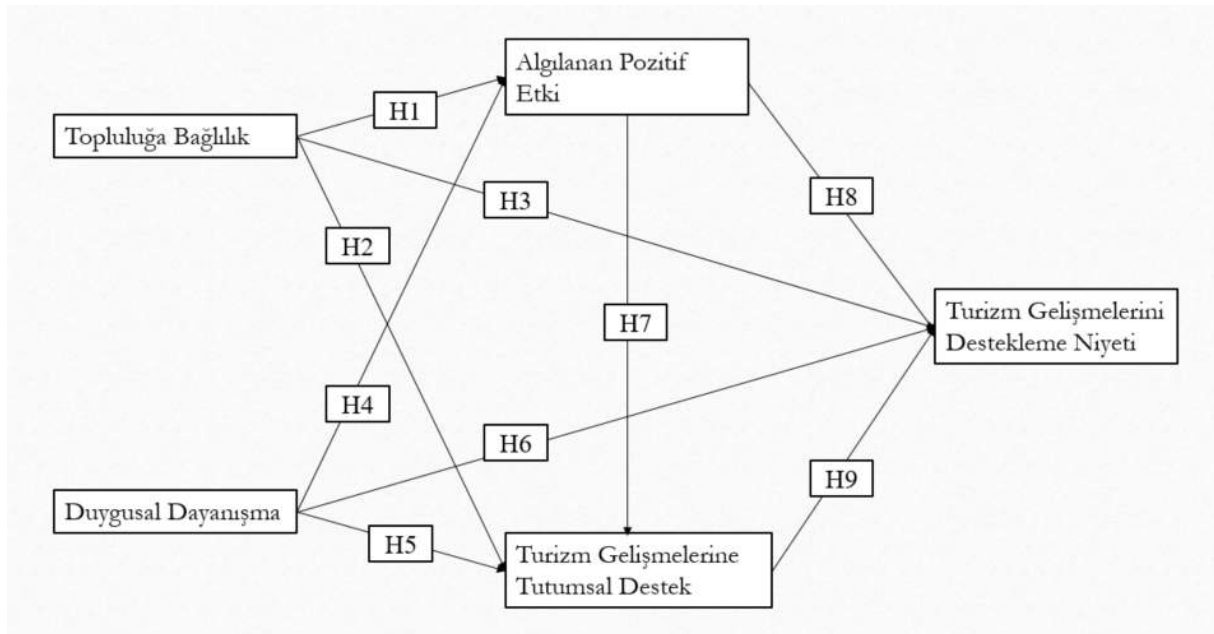 Algılanan Pozitif
Etki
H1
Topluluğa Bağlılık
H3
H8
H2
Turizm Gelişmelerini
Destekleme Niyeti
H7
H4
H6
H9
Duygusal Dayanışma
H5
Turizm Gelişmelerine
Tutumsal Destek